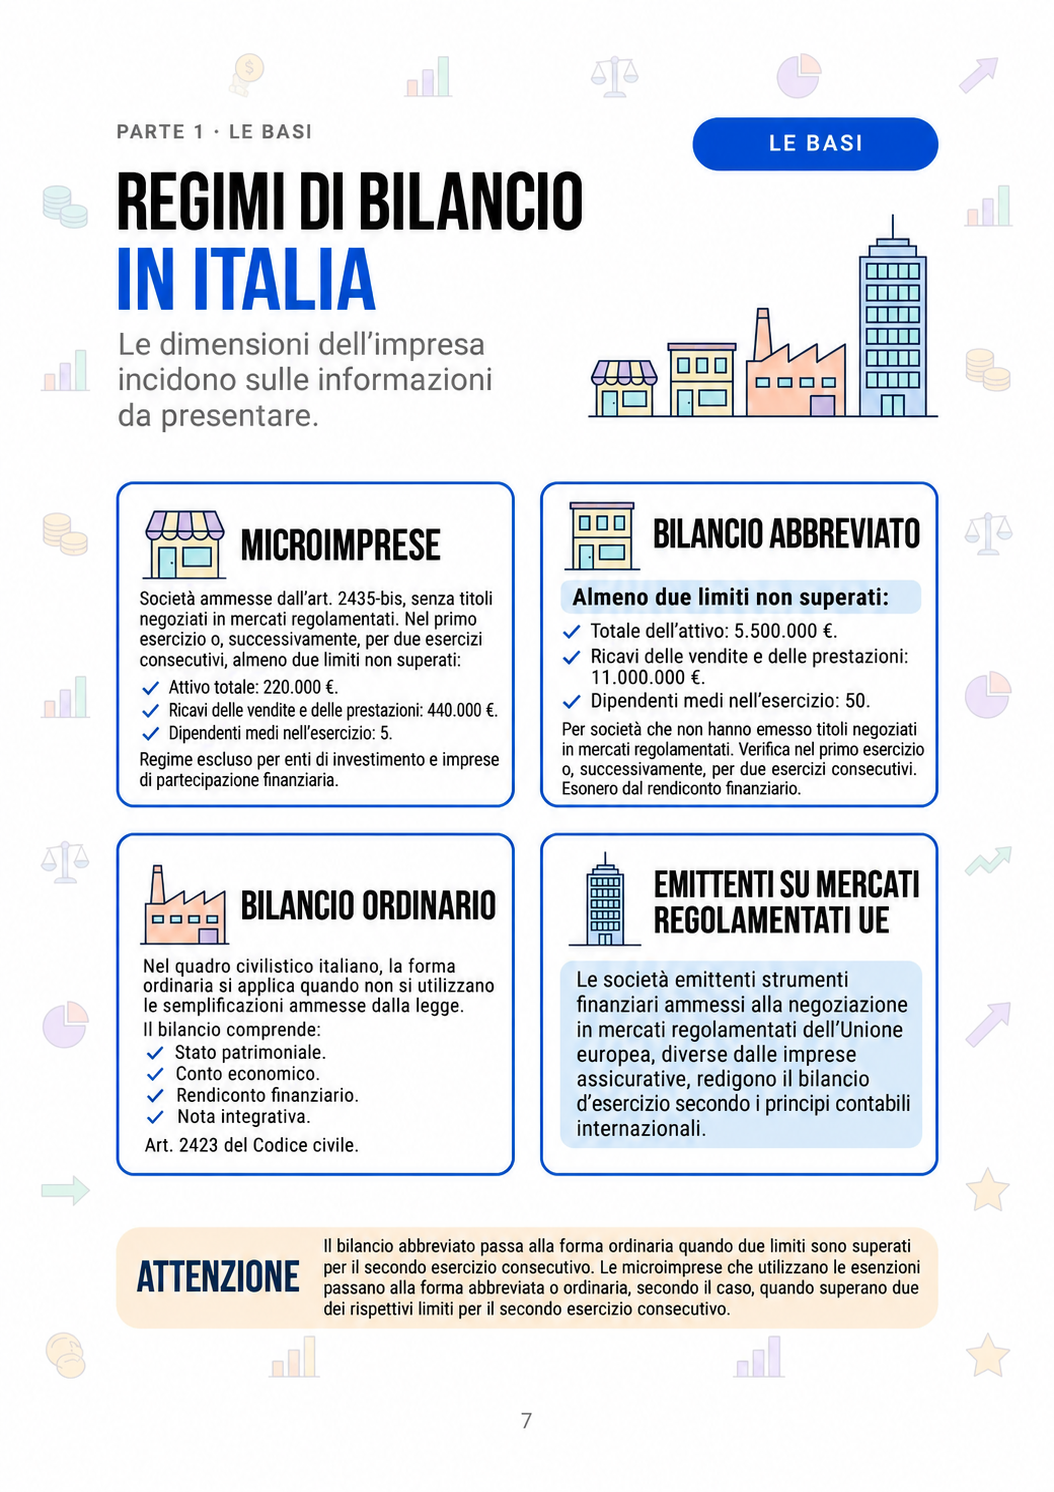 PARTE 1 · LE BASI
LE BASI
REGIMI DI BILANCIO
IN ITALIA
Le dimensioni dell’impresa
incidono sulle informazioni
da presentare.
MICROIMPRESE
Società ammesse dall’art. 2435-bis, senza titoli
negoziati in mercati regolamentati. Nel primo
esercizio o, successivamente, per due esercizi
consecutivi, almeno due limiti non superati:
Attivo totale: 220.000 €.
Ricavi delle vendite e delle prestazioni: 440.000 €.
Dipendenti medi nell’esercizio: 5.
Regime escluso per enti di investimento e imprese
di partecipazione finanziaria.
BILANCIO ABBREVIATO
Almeno due limiti non superati:
Totale dell’attivo: 5.500.000 €.
Ricavi delle vendite e delle prestazioni:
11.000.000 €.
Dipendenti medi nell’esercizio: 50.
Per società che non hanno emesso titoli negoziati
in mercati regolamentati. Verifica nel primo esercizio
o, successivamente, per due esercizi consecutivi.
Esonero dal rendiconto finanziario.
BILANCIO ORDINARIO
Nel quadro civilistico italiano, la forma
ordinaria si applica quando non si utilizzano
le semplificazioni ammesse dalla legge.
Il bilancio comprende:
Stato patrimoniale.
Conto economico.
Rendiconto finanziario.
Nota integrativa.
Art. 2423 del Codice civile.
EMITTENTI SU MERCATI
REGOLAMENTATI UE
Le società emittenti strumenti
finanziari ammessi alla negoziazione
in mercati regolamentati dell’Unione
europea, diverse dalle imprese
assicurative, redigono il bilancio
d’esercizio secondo i principi contabili
internazionali.
ATTENZIONE
Il bilancio abbreviato passa alla forma ordinaria quando due limiti sono superati
per il secondo esercizio consecutivo. Le microimprese che utilizzano le esenzioni
passano alla forma abbreviata o ordinaria, secondo il caso, quando superano due
dei rispettivi limiti per il secondo esercizio consecutivo.
7